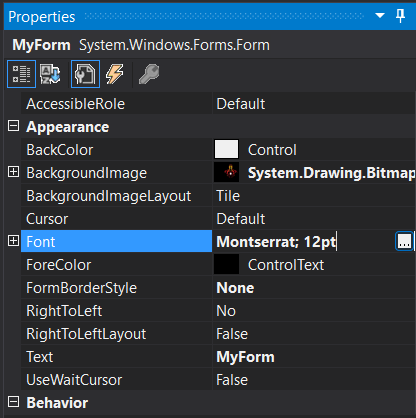 Properties
MyForm System.Windows.Forms.Form
AccessibleRole Default
Appearance
BackColor Control
BackgroundImage System.Drawing.Bitmap
BackgroundImageLayout Tile
Cursor Default
Font Montserrat; 12pt ...
ForeColor ControlText
FormBorderStyle None
RightToLeft No
RightToLeftLayout False
Text MyForm
UseWaitCursor False
Behavior